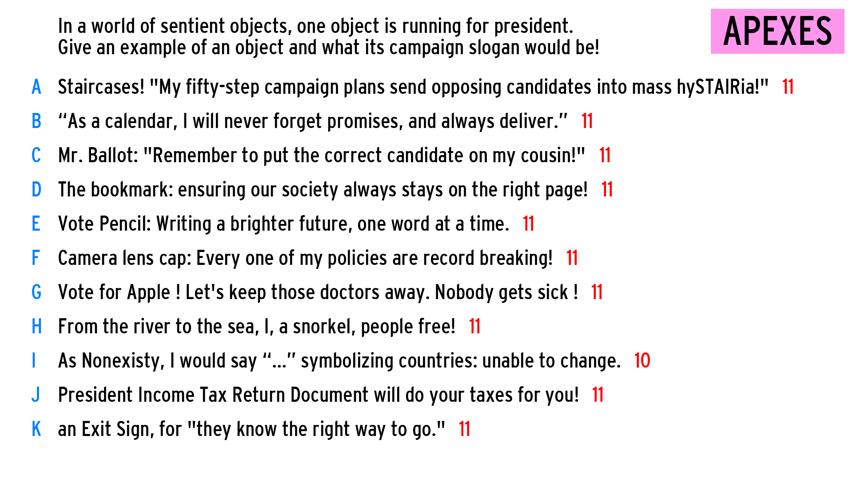 In a world of sentient objects, one object is running for president.
Give an example of an object and what its campaign slogan would be!
APEXES
A Staircases! "My fifty-step campaign plans send opposing candidates into mass hySTAIRia!" 11
B “As a calendar, I will never forget promises, and always deliver.” 11
C Mr. Ballot: "Remember to put the correct candidate on my cousin!" 11
D The bookmark: ensuring our society always stays on the right page! 11
E Vote Pencil: Writing a brighter future, one word at a time. 11
F Camera lens cap: Every one of my policies are record breaking! 11
G Vote for Apple ! Let's keep those doctors away. Nobody gets sick ! 11
H From the river to the sea, I, a snorkel, people free! 11
I As Nonexisty, I would say “...” symbolizing countries: unable to change. 10
J President Income Tax Return Document will do your taxes for you! 11
K an Exit Sign, for "they know the right way to go." 11